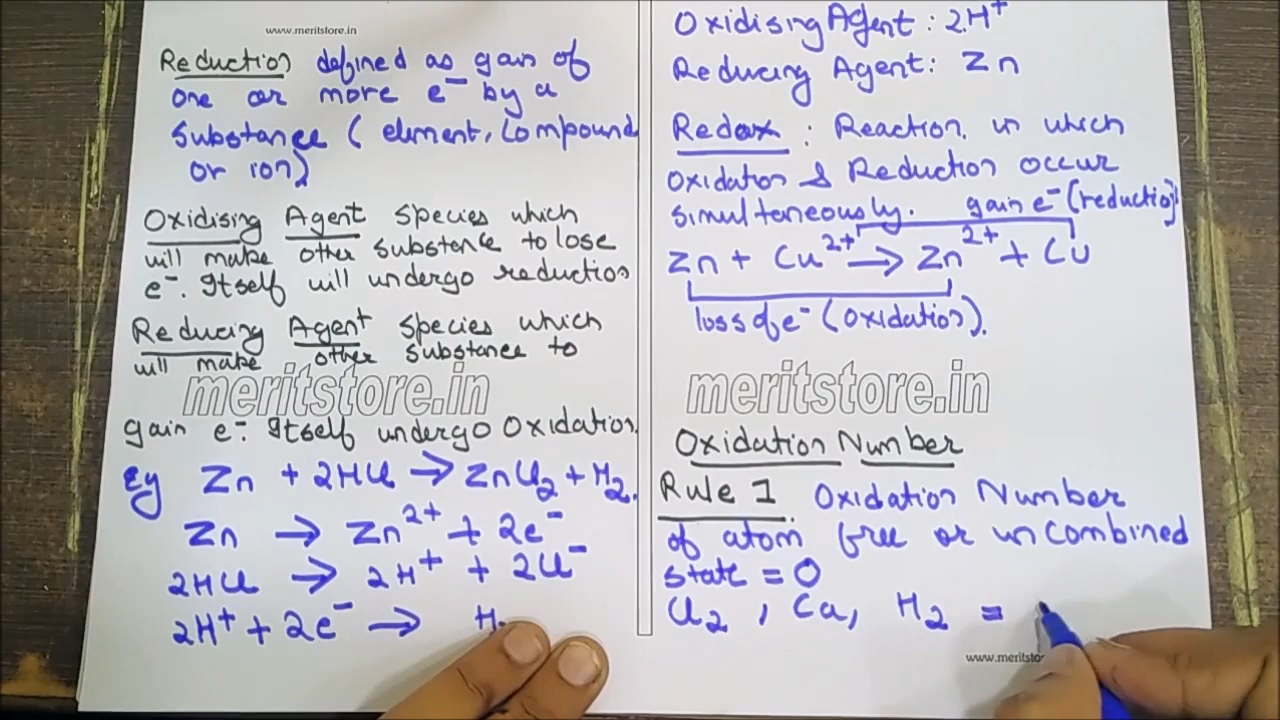 www.meritstore.in
Reduction defined as gain of
one or more e⁻ by a
substance (element, compound
or ion)
Oxidising Agent species which
will make other substance to lose
e⁻. Itself will undergo reduction
Reducing Agent species which
will make other substance to
meritstore.in
gain e⁻. Itself undergo Oxidation.
Eg Zn + 2HCl → ZnCl₂ + H₂.
Zn → Zn²⁺ + 2e⁻
2HCl → 2H⁺ + 2Cl⁻
2H⁺ + 2e⁻ → H₂
Oxidising Agent : 2H⁺
Reducing Agent : Zn
Redox : Reaction in which
Oxidation & Reduction occur
simultaneously. gain e⁻ (reduction)
Zn + Cu²⁺ → Zn²⁺ + Cu
loss of e⁻ (Oxidation).
meritstore.in
Oxidation Number
Rule 1. Oxidation Number
of atom free or uncombined
state = 0
Cl₂, Ca, H₂ =
www.meritsto